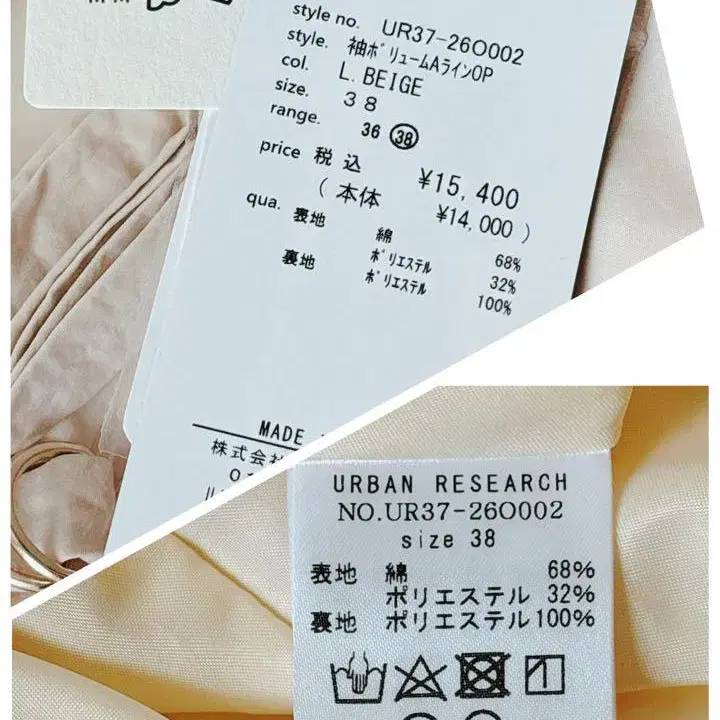 style no. UR37-26O002
style. 袖ﾎﾞﾘｭｰﾑAﾗｲﾝOP
col. L.BEIGE
size. 38
range. 36 38
price 税込 ¥15,400
(本体 ¥14,000)
qua. 表地 綿 68%
ﾎﾟﾘｴｽﾃﾙ 32%
裏地 ﾎﾟﾘｴｽﾃﾙ 100%
MADE
株式会
URBAN RESEARCH
NO.UR37-26O002
size 38
表地 綿 68%
ポリエステル 32%
裏地 ポリエステル 100%